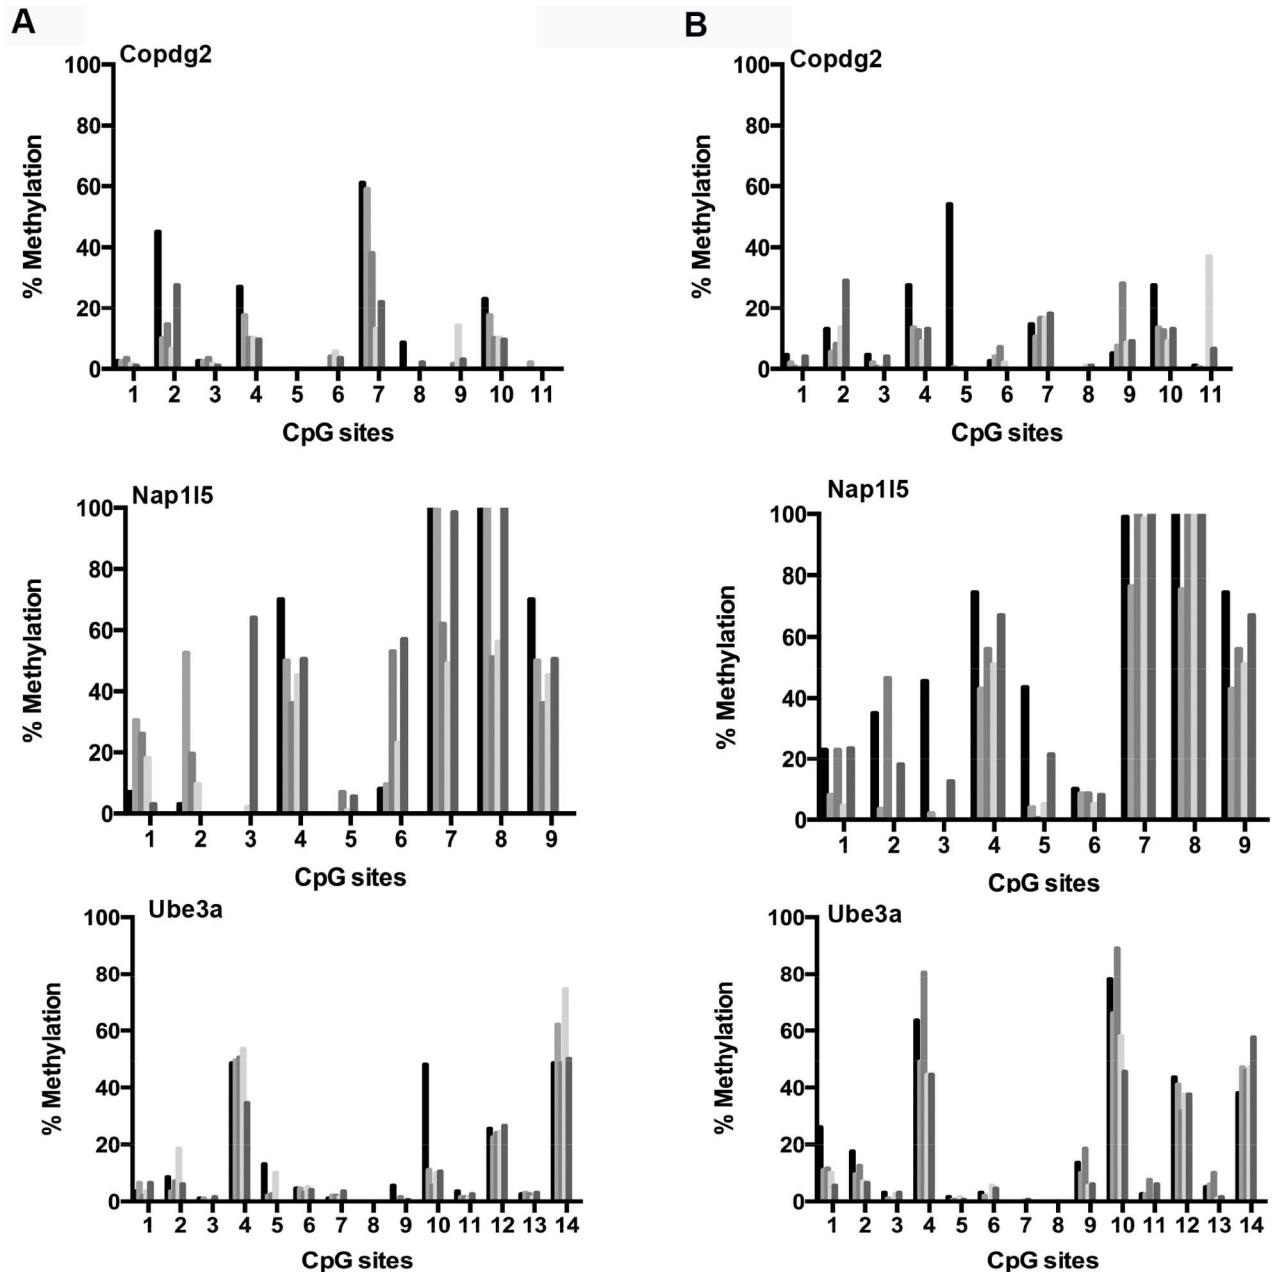 A
Copdg2
100
80
60
40
20
0
% Methylation
1 2 3 4 5 6 7 8 9 10 11
CpG sites
Nap1l5
100
80
60
40
20
0
% Methylation
1 2 3 4 5 6 7 8 9
CpG sites
Ube3a
100
80
60
40
20
0
% Methylation
1 2 3 4 5 6 7 8 9 10 11 12 13 14
CpG sites
B
Copdg2
100
80
60
40
20
0
% Methylation
1 2 3 4 5 6 7 8 9 10 11
CpG sites
Nap1l5
100
80
60
40
20
0
% Methylation
1 2 3 4 5 6 7 8 9
CpG sites
Ube3a
100
80
60
40
20
0
% Methylation
1 2 3 4 5 6 7 8 9 10 11 12 13 14
CpG sites